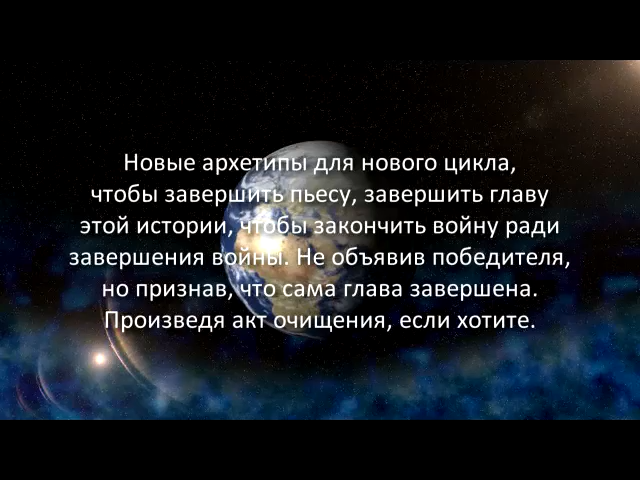 Новые архетипы для нового цикла,
чтобы завершить пьесу, завершить главу
этой истории, чтобы закончить войну ради
завершения войны. Не объявив победителя,
но признав, что сама глава завершена.
Произведя акт очищения, если хотите.